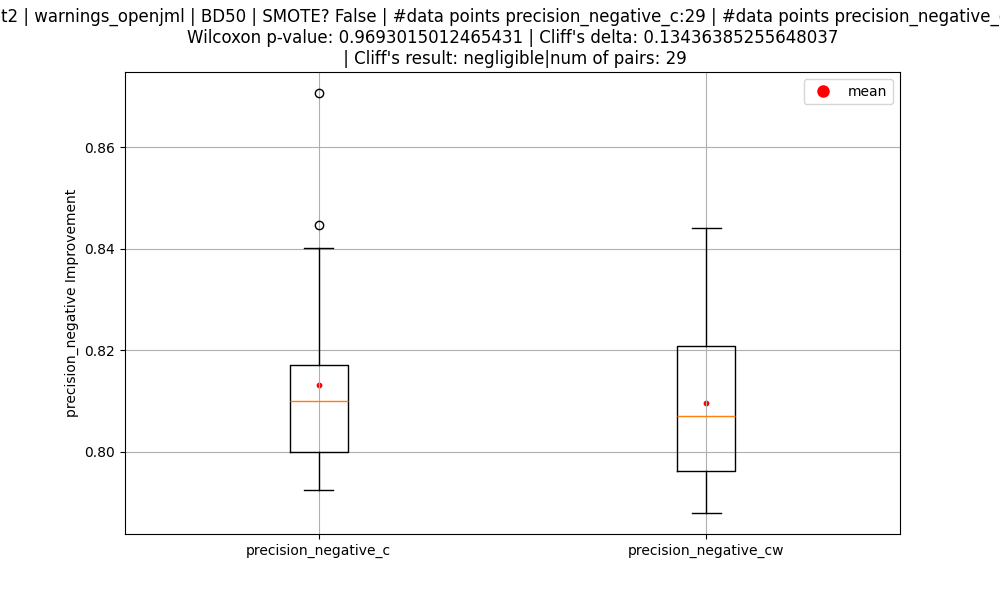 t2 | warnings_openjml | BD50 | SMOTE? False | #data points precision_negative_c:29 | #data points precision_negative_
Wilcoxon p-value: 0.9693015012465431 | Cliff's delta: 0.13436385255648037
| Cliff's result: negligible|num of pairs: 29
mean
0.86
0.84
0.82
0.80
precision_negative Improvement
precision_negative_c
precision_negative_cw